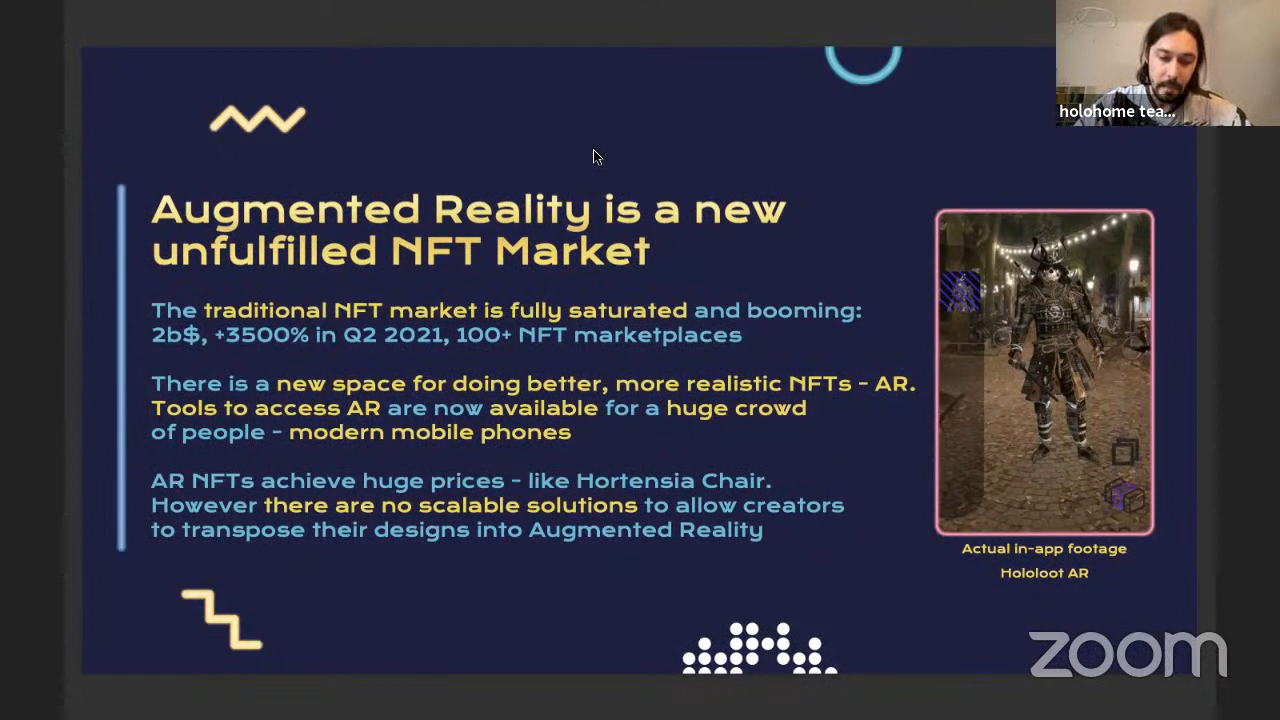 holohome tea...
Augmented Reality is a new
unfulfilled NFT Market
The traditional NFT market is fully saturated and booming:
2b$, +3500% in Q2 2021, 100+ NFT marketplaces
There is a new space for doing better, more realistic NFTs - AR.
Tools to access AR are now available for a huge crowd
of people - modern mobile phones
AR NFTs achieve huge prices - like Hortensia Chair.
However there are no scalable solutions to allow creators
to transpose their designs into Augmented Reality
Actual in-app footage
Hololoot AR
zoom